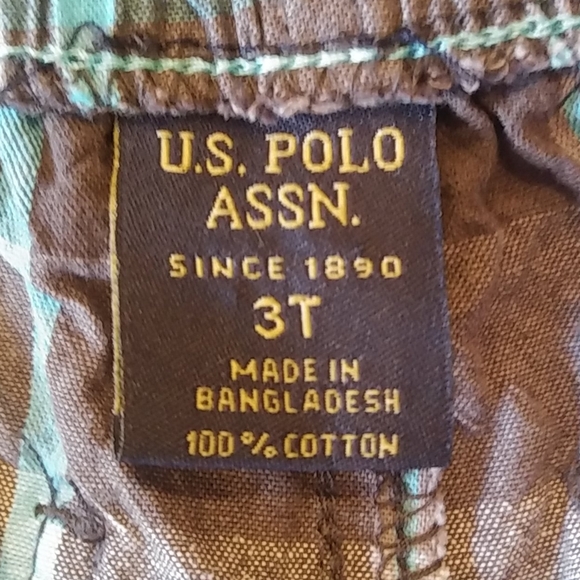 U.S. POLO
ASSN.
SINCE 1890
3T
MADE IN
BANGLADESH
100% COTTON